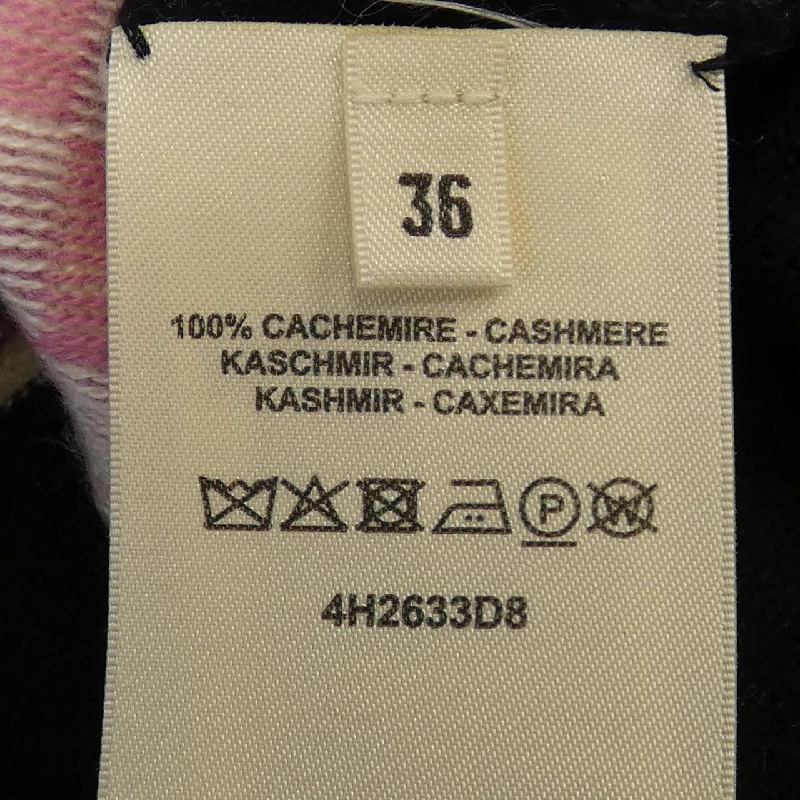 36
100% CACHEMIRE - CASHMERE
KASCHMIR - CACHEMIRA
KASHMIR - CAXEMIRA
P W
4H2633D8